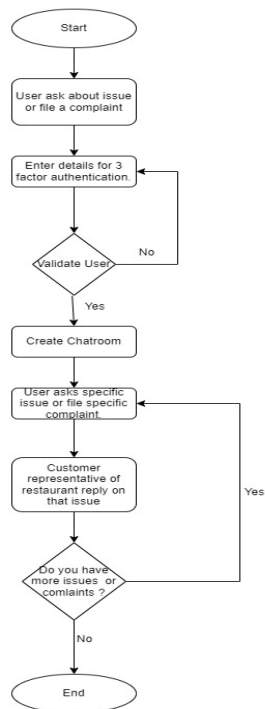 Start
User ask about issue
or file a complaint
Enter details for 3
factor authentication.
No
Validate User
Yes
Create Chatroom
User asks specific
issue or file specific
complaint.
Customer
representative of
restaurant reply on
that issue
Yes
Do you have
more issues or
comlaints ?
No
End